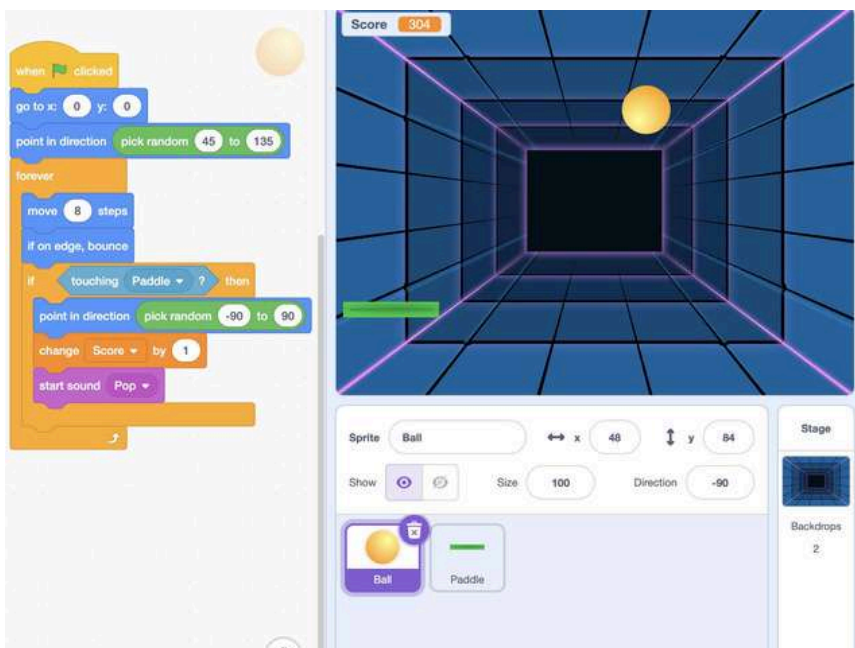 when clicked
go to x: 0 y: 0
point in direction pick random 45 to 135
forever
move 8 steps
if on edge, bounce
if touching Paddle ? then
point in direction pick random -90 to 90
change Score by 1
start sound Pop
Score 304
Sprite Ball x 48 y 84
Show Size 100 Direction -90
Ball
Paddle
Stage
Backdrops
2